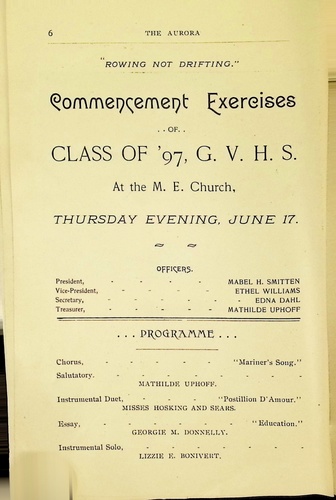 6 THE AURORA
"ROWING NOT DRIFTING."
Commencement Exercises
..OF..
CLASS OF '97, G. V. H. S.
At the M. E. Church,
THURSDAY EVENING, JUNE 17.
OFFICERS.
President, - - - - - MABEL H. SMITTEN
Vice-President, - - - - - ETHEL WILLIAMS
Secretary, - - - - - - EDNA DAHL
Treasurer, - - - - - MATHILDE UPHOFF
... PROGRAMME ...
Chorus, - - - - - "Mariner's Song."
Salutatory. - - - - - - - -
MATHILDE UPHOFF.
Instrumental Duet, - - - "Postillion D'Amour."
MISSES HOSKING AND SEARS.
Essay, - - - - - - "Education."
GEORGIE M. DONNELLY.
Instrumental Solo, - - - - - -
LIZZIE E. BONIVERT.